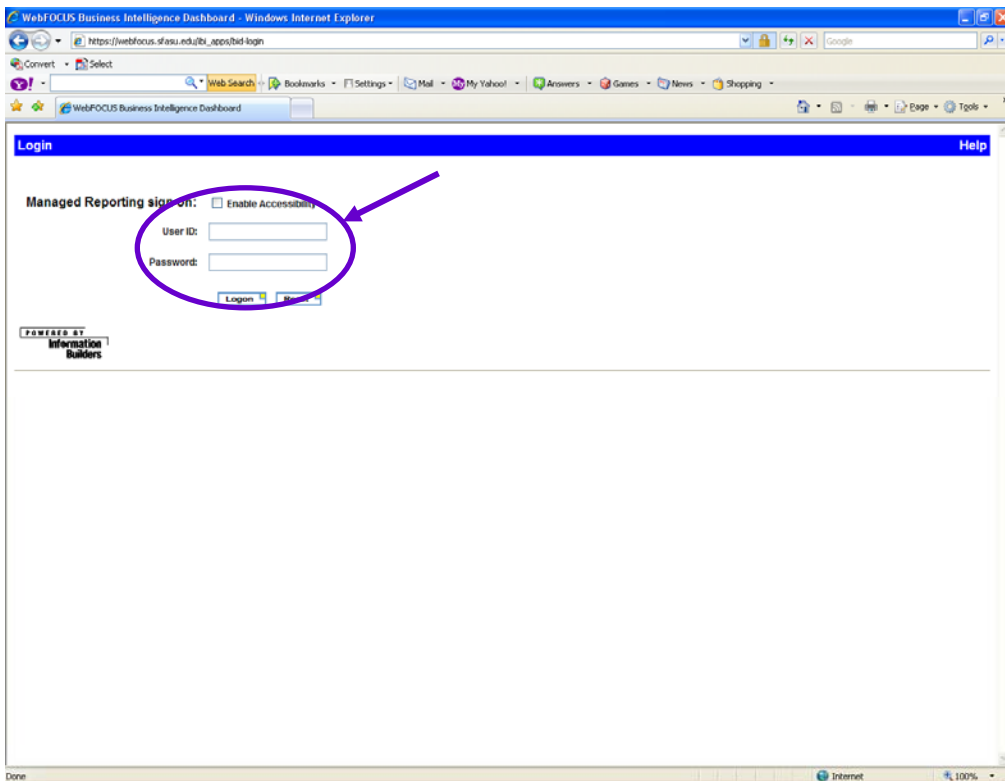 WebFOCUS Business Intelligence Dashboard - Windows Internet Explorer
https://webfocus.sfasu.edu/ibi_apps/bid-login
Google
Convert Select
Y! Web Search Bookmarks Settings Mail My Yahoo! Answers Games News Shopping
WebFOCUS Business Intelligence Dashboard Page Tools
Login Help
Managed Reporting sign on: Enable Accessibility
User ID:
Password:
Logon Reset
POWERED BY
Information
Builders
Done Internet 100%